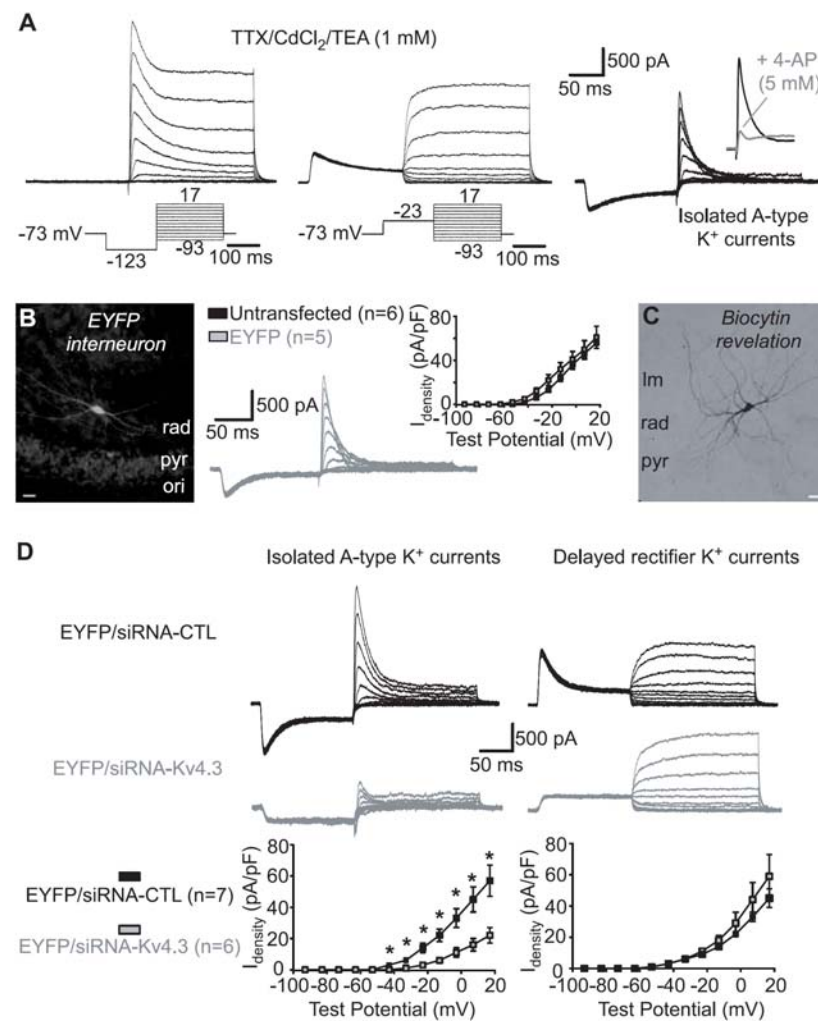 A
TTX/CdCl₂/TEA (1 mM)
500 pA
50 ms
+ 4-AP
(5 mM)
17
-73 mV
-123
-93
100 ms
17
-23
-73 mV
-93
100 ms
Isolated A-type
K⁺ currents
B
EYFP
interneuron
rad
pyr
ori
Untransfected (n=6)
EYFP (n=5)
500 pA
50 ms
I density (pA/pF)
80
40
0
-100 -60 -20 20
Test Potential (mV)
C
Biocytin
revelation
lm
rad
pyr
D
Isolated A-type K⁺ currents
Delayed rectifier K⁺ currents
EYFP/siRNA-CTL
500 pA
50 ms
EYFP/siRNA-Kv4.3
EYFP/siRNA-CTL (n=7)
EYFP/siRNA-Kv4.3 (n=6)
I density (pA/pF)
80
60
40
20
0
* * * * * * *
-100 -80 -60 -40 -20 0 20
Test Potential (mV)
I density (pA/pF)
80
60
40
20
0
-100 -80 -60 -40 -20 0 20
Test Potential (mV)